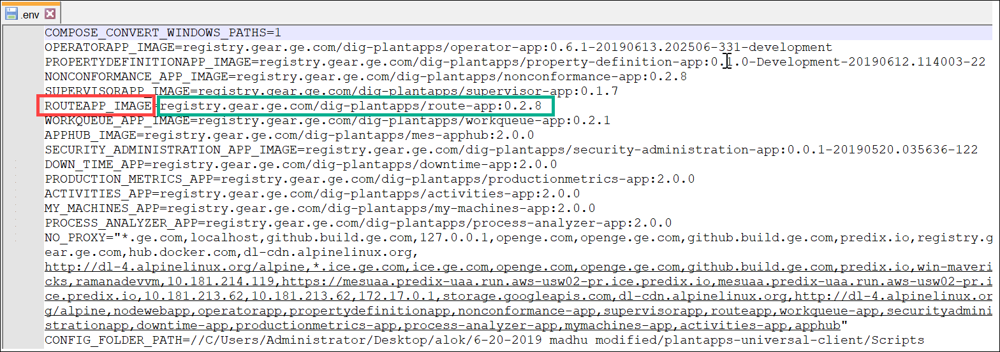 .env
COMPOSE_CONVERT_WINDOWS_PATHS=1
OPERATORAPP_IMAGE=registry.gear.ge.com/dig-plantapps/operator-app:0.6.1-20190613.202506-331-development
PROPERTYDEFINITIONAPP_IMAGE=registry.gear.ge.com/dig-plantapps/property-definition-app:0.1.0-Development-20190612.114003-22
NONCONFORMANCE_APP_IMAGE=registry.gear.ge.com/dig-plantapps/nonconformance-app:0.2.8
SUPERVISORAPP_IMAGE=registry.gear.ge.com/dig-plantapps/supervisor-app:0.1.7
ROUTEAPP_IMAGE=registry.gear.ge.com/dig-plantapps/route-app:0.2.8
WORKQUEUE_APP_IMAGE=registry.gear.ge.com/dig-plantapps/workqueue-app:0.2.1
APPHUB_IMAGE=registry.gear.ge.com/dig-plantapps/mes-apphub:2.0.0
SECURITY_ADMINISTRATION_APP_IMAGE=registry.gear.ge.com/dig-plantapps/security-administration-app:0.0.1-20190520.035636-122
DOWN_TIME_APP=registry.gear.ge.com/dig-plantapps/downtime-app:2.0.0
PRODUCTION_METRICS_APP=registry.gear.ge.com/dig-plantapps/productionmetrics-app:2.0.0
ACTIVITIES_APP=registry.gear.ge.com/dig-plantapps/activities-app:2.0.0
MY_MACHINES_APP=registry.gear.ge.com/dig-plantapps/my-machines-app:2.0.0
PROCESS_ANALYZER_APP=registry.gear.ge.com/dig-plantapps/process-analyzer-app:2.0.0
NO_PROXY="*.ge.com,localhost,github.build.ge.com,127.0.0.1,openge.com,openge.com,github.build.ge.com,predix.io,registry.g
ear.ge.com,hub.docker.com,dl-cdn.alpinelinux.org,
http://dl-4.alpinelinux.org/alpine,*.ice.ge.com,ice.ge.com,openge.com,openge.com,github.build.ge.com,predix.io,win-maveri
cks,ramanadevvm,10.181.214.119,https://mesuaa.predix-uaa.run.aws-usw02-pr.ice.predix.io,mesuaa.predix-uaa.run.aws-usw02-pr.i
ce.predix.io,10.181.213.62,10.181.213.62,172.17.0.1,storage.googleapis.com,dl-cdn.alpinelinux.org,http://dl-4.alpinelinux.or
g/alpine,nodewebapp,operatorapp,propertydefinitionapp,nonconformance-app,supervisorapp,routeapp,workqueue-app,securityadmini
strationapp,downtime-app,productionmetrics-app,process-analyzer-app,mymachines-app,activities-app,apphub"
CONFIG_FOLDER_PATH=//C/Users/Administrator/Desktop/alok/6-20-2019 madhu modified/plantapps-universal-client/Scripts